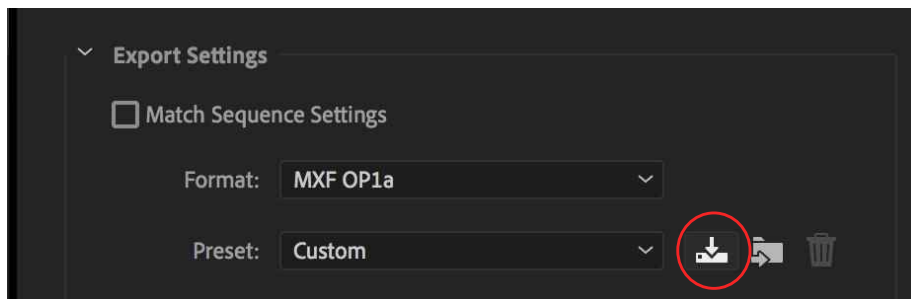 Export Settings
Match Sequence Settings
Format: MXF OP1a
Preset: Custom